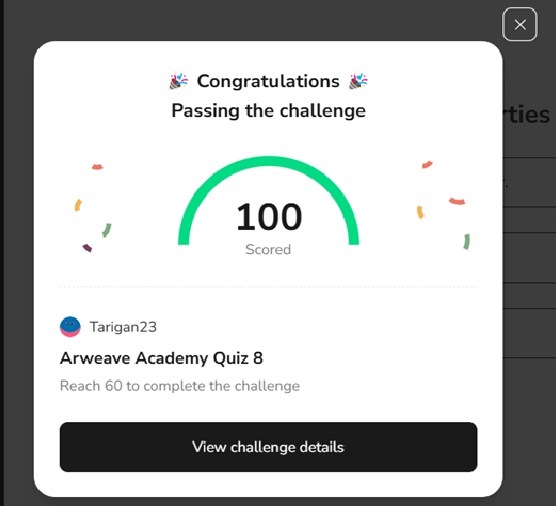 Congratulations
Passing the challenge
100
Scored
Tarigan23
Arweave Academy Quiz 8
Reach 60 to complete the challenge
View challenge details
rties